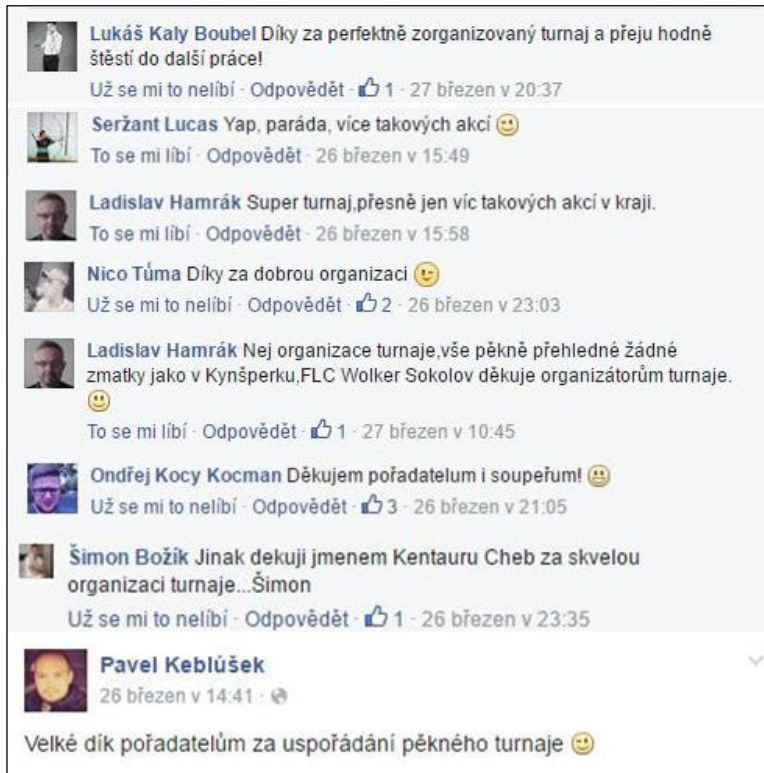 Lukáš Kaly Boubel Díky za perfektně zorganizovaný turnaj a přeju hodně
štěstí do další práce!
Už se mi to nelíbí · Odpovědět · 1 · 27 březen v 20:37
Seržant Lucas Yap, paráda, více takových akcí
To se mi líbí · Odpovědět · 26 březen v 15:49
Ladislav Hamrák Super turnaj,přesně jen víc takových akcí v kraji.
To se mi líbí · Odpovědět · 26 březen v 15:58
Nico Tůma Díky za dobrou organizaci
Už se mi to nelíbí · Odpovědět · 2 · 26 březen v 23:03
Ladislav Hamrák Nej organizace turnaje,vše pěkně přehledné žádné
zmatky jako v Kynšperku,FLC Wolker Sokolov děkuje organizátorům turnaje.
To se mi líbí · Odpovědět · 1 · 27 březen v 10:45
Ondřej Kocy Kocman Děkujem pořadatelum i soupeřum!
Už se mi to nelíbí · Odpovědět · 3 · 26 březen v 21:05
Šimon Božík Jinak dekuji jmenem Kentauru Cheb za skvelou
organizaci turnaje...Šimon
Už se mi to nelíbí · Odpovědět · 1 · 26 březen v 23:35
Pavel Keblúšek
26 březen v 14:41 ·
Velké dík pořadatelům za uspořádání pěkného turnaje